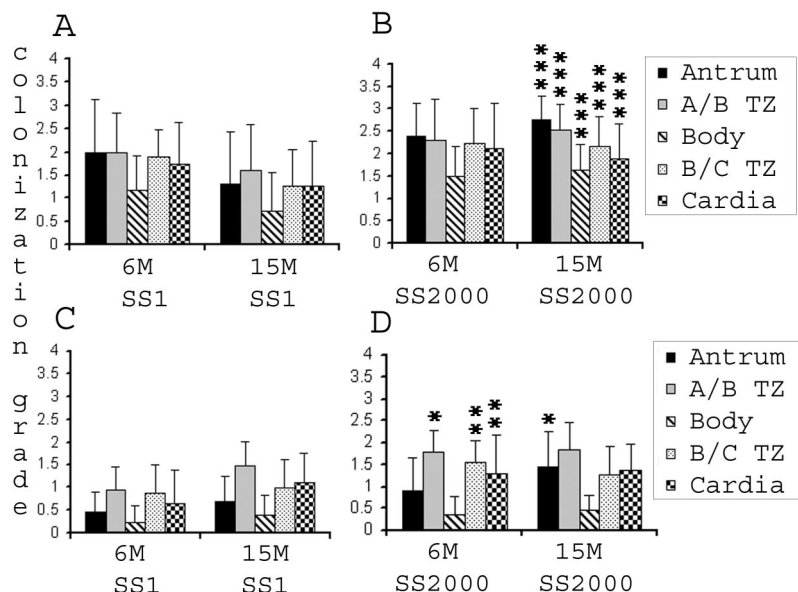 colonization grade
A
4
3.5
3
2.5
2
1.5
1
0.5
0
6M 15M
SS1 SS1
B
4
3.5
3
2.5
2
1.5
1
0.5
0
*** *** *** *** ***
6M 15M
SS2000 SS2000
Antrum
A/B TZ
Body
B/C TZ
Cardia
C
4
3.5
3
2.5
2
1.5
1
0.5
0
6M 15M
SS1 SS1
D
4
3.5
3
2.5
2
1.5
1
0.5
0
* ** ** *
6M 15M
SS2000 SS2000
Antrum
A/B TZ
Body
B/C TZ
Cardia